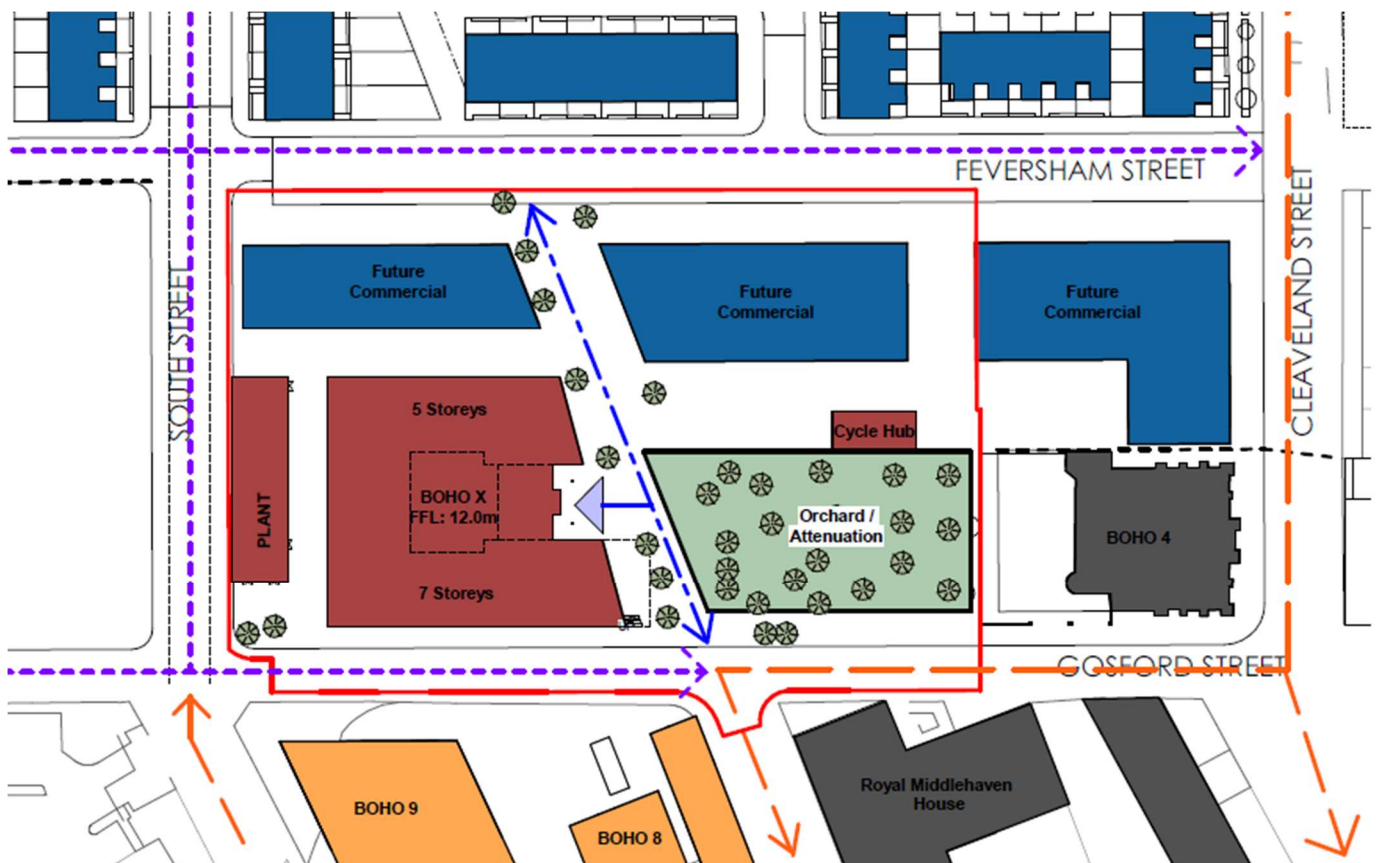 FEVERSHAM STREET
CLEAVELAND STREET
SOUTH STREET
Future
Commercial
Future
Commercial
Future
Commercial
5 Storeys
Cycle Hub
PLANT
BOHO X
FFL: 12.0m
Orchard /
Attenuation
BOHO 4
7 Storeys
GOSFORD STREET
BOHO 9
BOHO 8
Royal Middlehaven
House